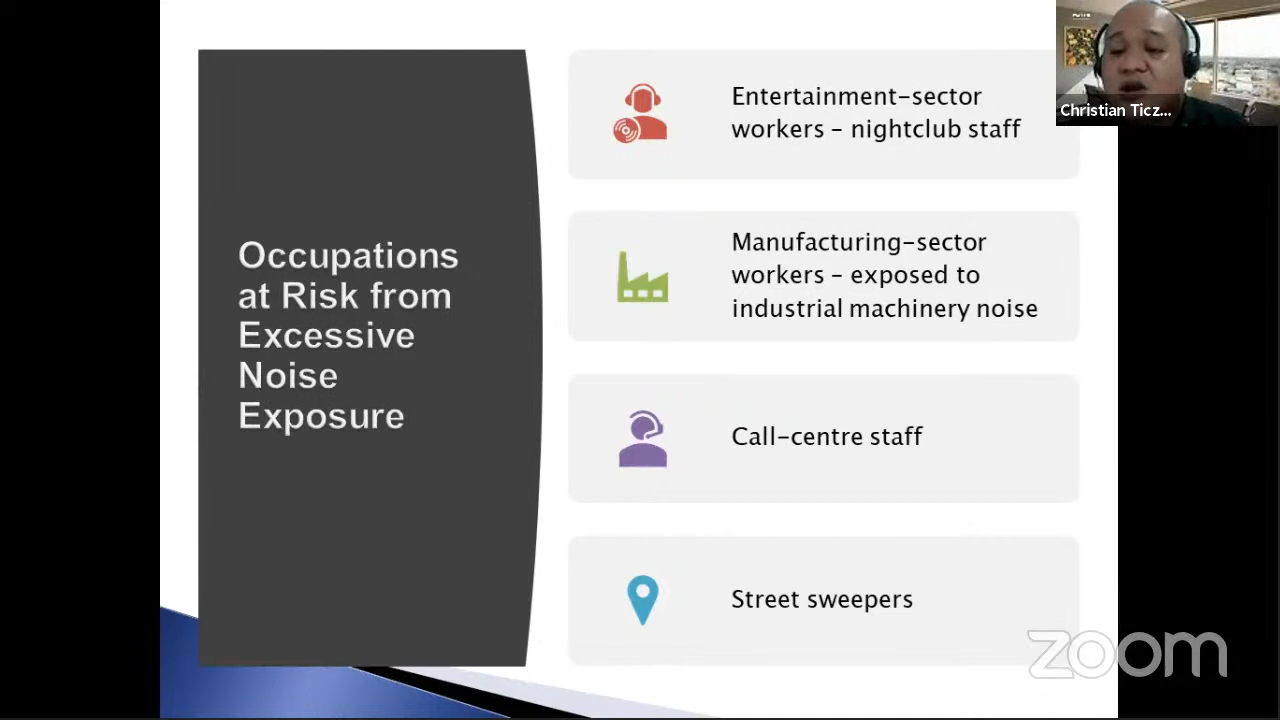 Occupations
at Risk from
Excessive
Noise
Exposure
Entertainment-sector
workers – nightclub staff
Manufacturing-sector
workers – exposed to
industrial machinery noise
Call-centre staff
Street sweepers
Christian Ticz...
zoom